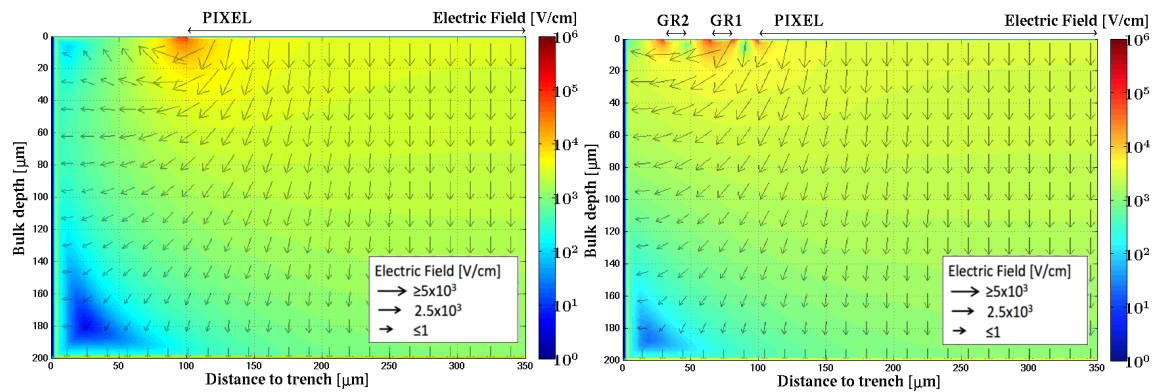 PIXEL Electric Field [V/cm]
0
20
40
60
80
100
120
140
160
180
200
Bulk depth [μm]
0 50 100 150 200 250 300 350
Distance to trench [μm]
Electric Field [V/cm]
≥5x10³
2.5x10³
≤1
10⁶
10⁵
10⁴
10³
10²
10¹
10⁰
GR2 GR1 PIXEL Electric Field [V/cm]
0
20
40
60
80
100
120
140
160
180
200
Bulk depth [μm]
0 50 100 150 200 250 300 350
Distance to trench [μm]
Electric Field [V/cm]
≥5x10³
2.5x10³
≤1
10⁶
10⁵
10⁴
10³
10²
10¹
10⁰